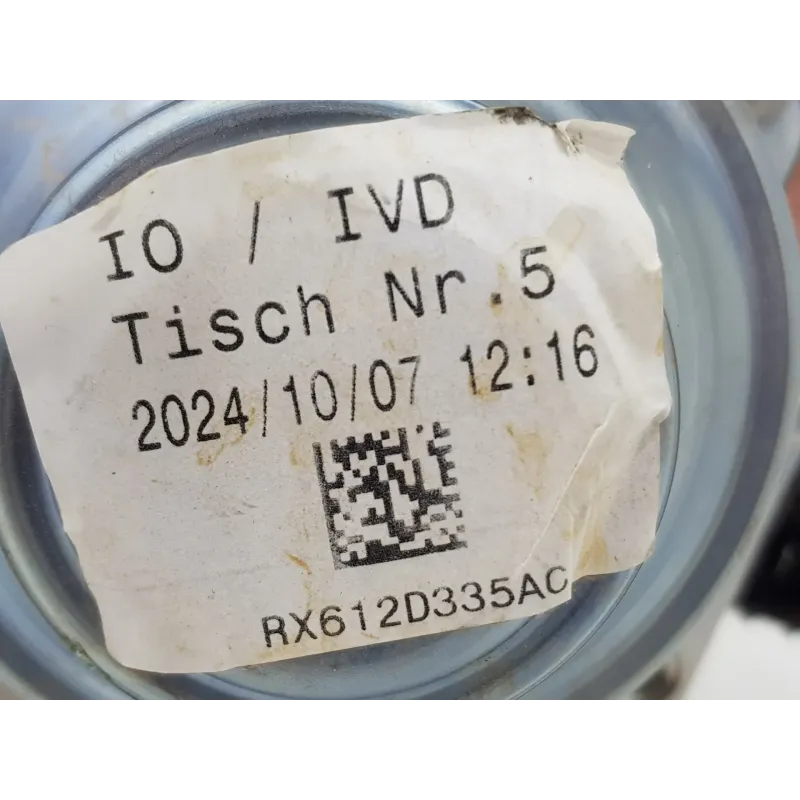 IO / IVD
Tisch Nr.5
2024/10/07 12:16
RX612D335AC